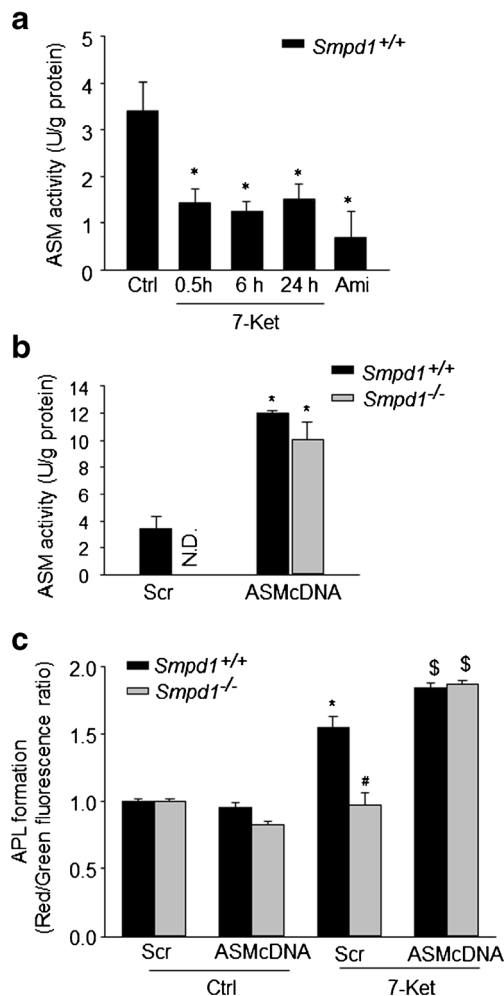 a
Smpd1+/+
ASM activity (U/g protein)
5
4
3
2
1
0
* * * *
Ctrl 0.5h 6 h 24 h Ami
7-Ket
b
Smpd1+/+
Smpd1-/-
ASM activity (U/g protein)
14
12
10
8
6
4
2
0
N.D.
* *
Scr ASMcDNA
c
Smpd1+/+
Smpd1-/-
APL formation
(Red/Green fluorescence ratio)
2.0
1.5
1.0
0.5
0.0
* # $ $
Scr ASMcDNA Scr ASMcDNA
Ctrl 7-Ket